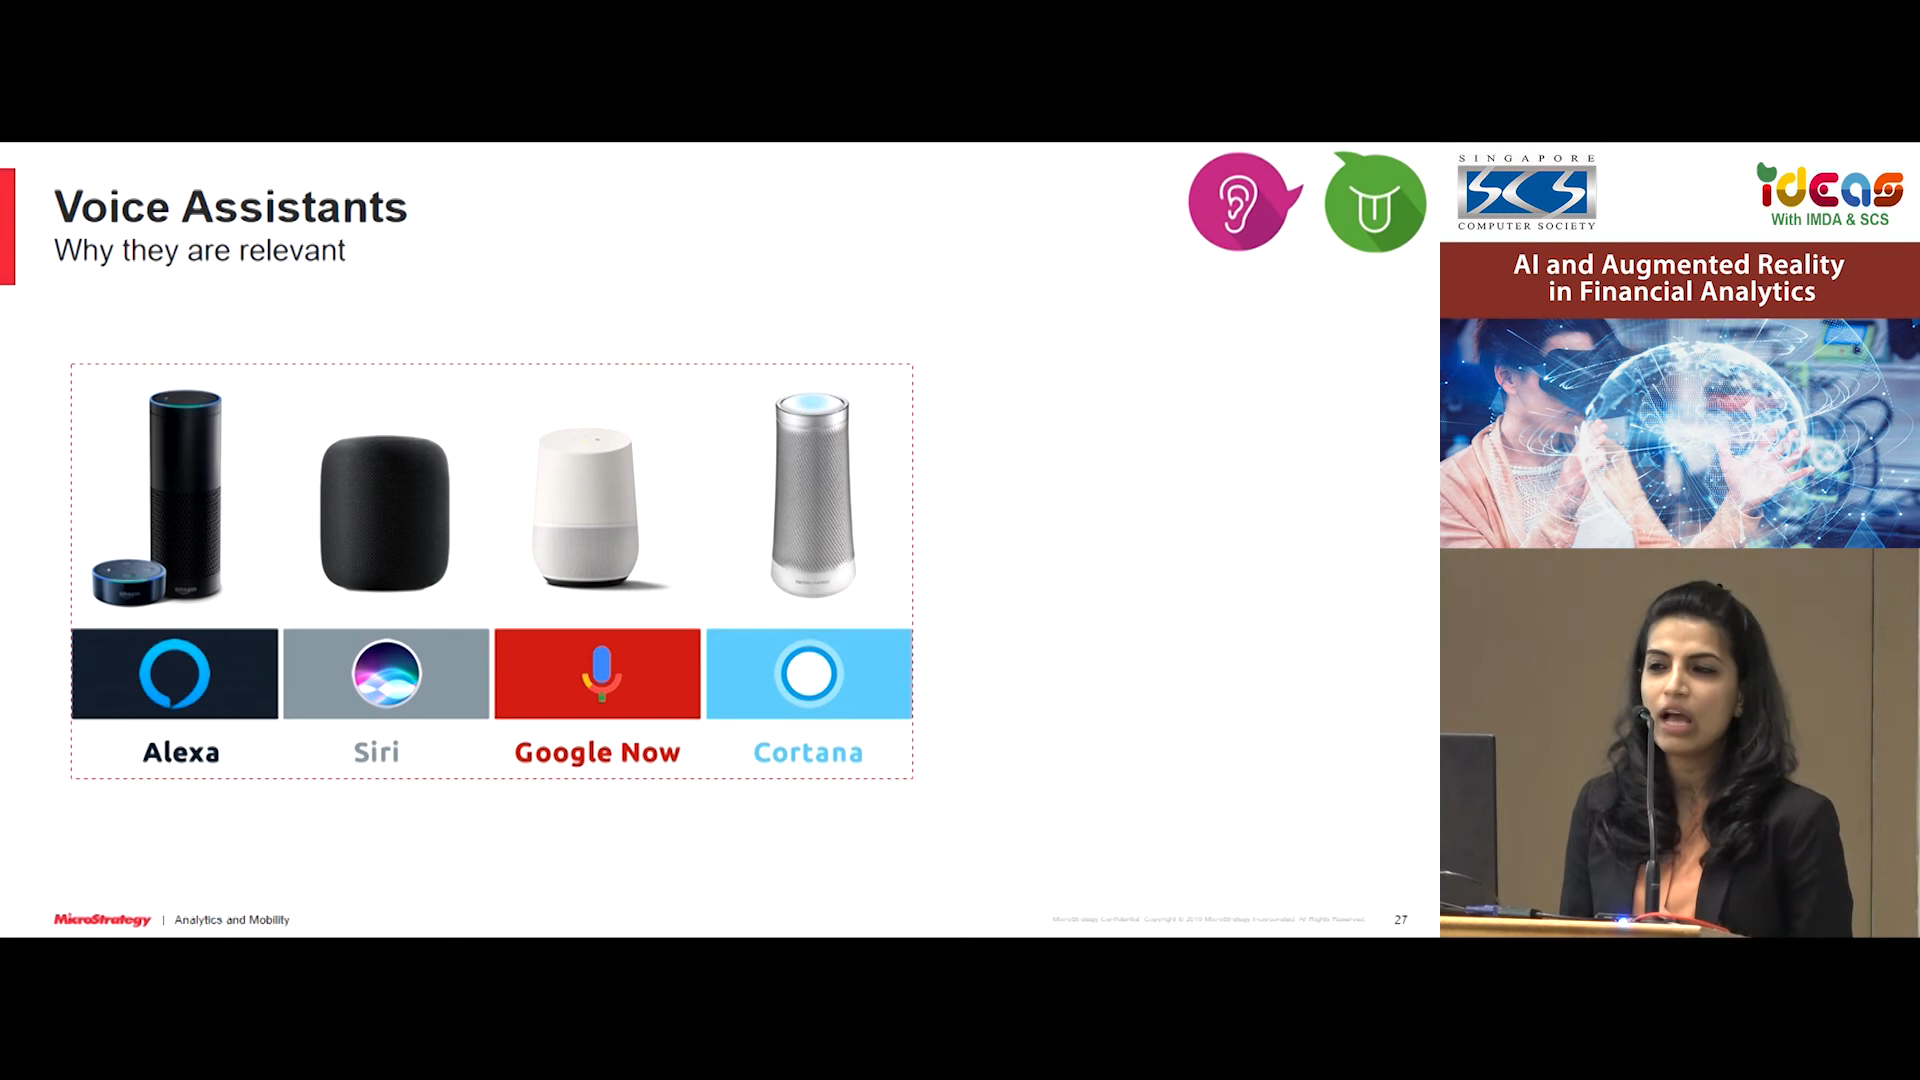 Voice Assistants
Why they are relevant
Alexa
Siri
Google Now
Cortana
MicroStrategy | Analytics and Mobility
27
SINGAPORE
SCS
COMPUTER SOCIETY
ideas
With IMDA & SCS
AI and Augmented Reality
in Financial Analytics